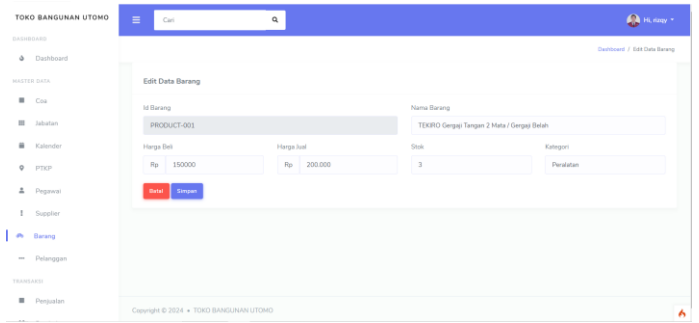 TOKO BANGUNAN UTOMO
Cari
Hi, rizqy
DASHBOARD
Dashboard
MASTER DATA
Coa
Jabatan
Kalender
PTKP
Pegawai
Supplier
Barang
Pelanggan
TRANSAKSI
Penjualan
Dashboard / Edit Data Barang
Edit Data Barang
Id Barang
Nama Barang
PRODUCT-001
TEKIRO Gergaji Tangan 2 Mata / Gergaji Belah
Harga Beli
Harga Jual
Stok
Kategori
Rp 150000
Rp 200.000
3
Peralatan
Batal
Simpan
Copyright © 2024 • TOKO BANGUNAN UTOMO